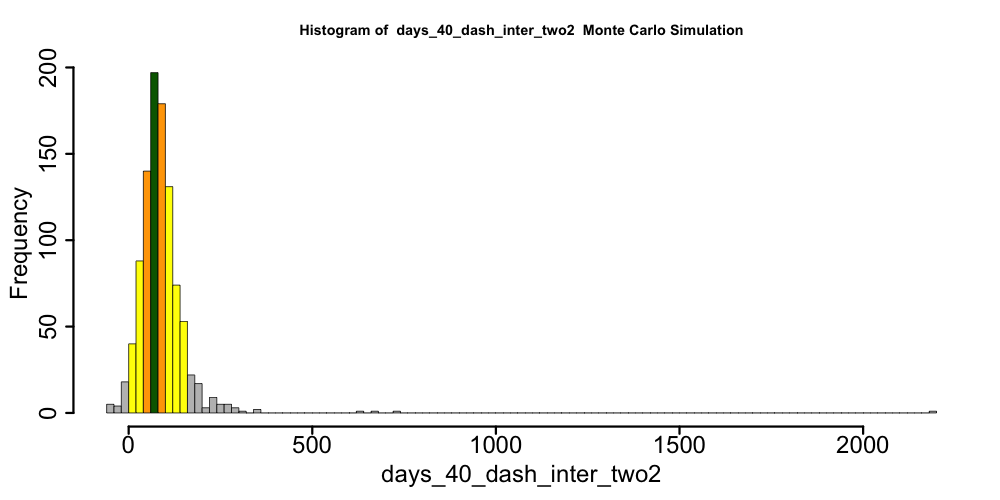 Histogram of  days_40_dash_inter_two2  Monte Carlo Simulation
200
150
100
50
0
Frequency
0 500 1000 1500 2000
days_40_dash_inter_two2